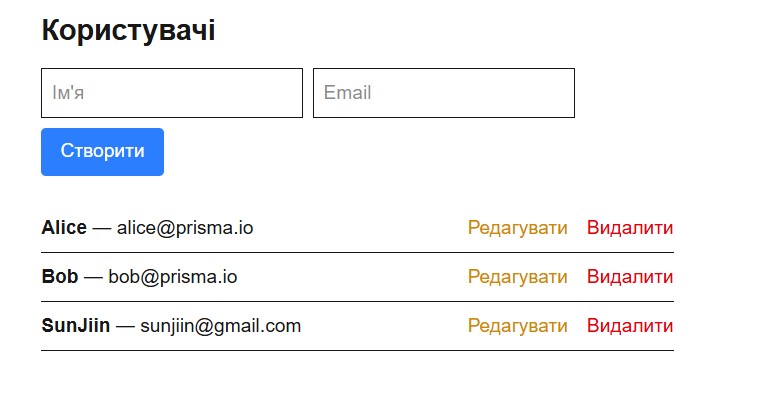 Користувачі
Ім'я Email
Створити
Alice — alice@prisma.io Редагувати Видалити
Bob — bob@prisma.io Редагувати Видалити
SunJiin — sunjiin@gmail.com Редагувати Видалити